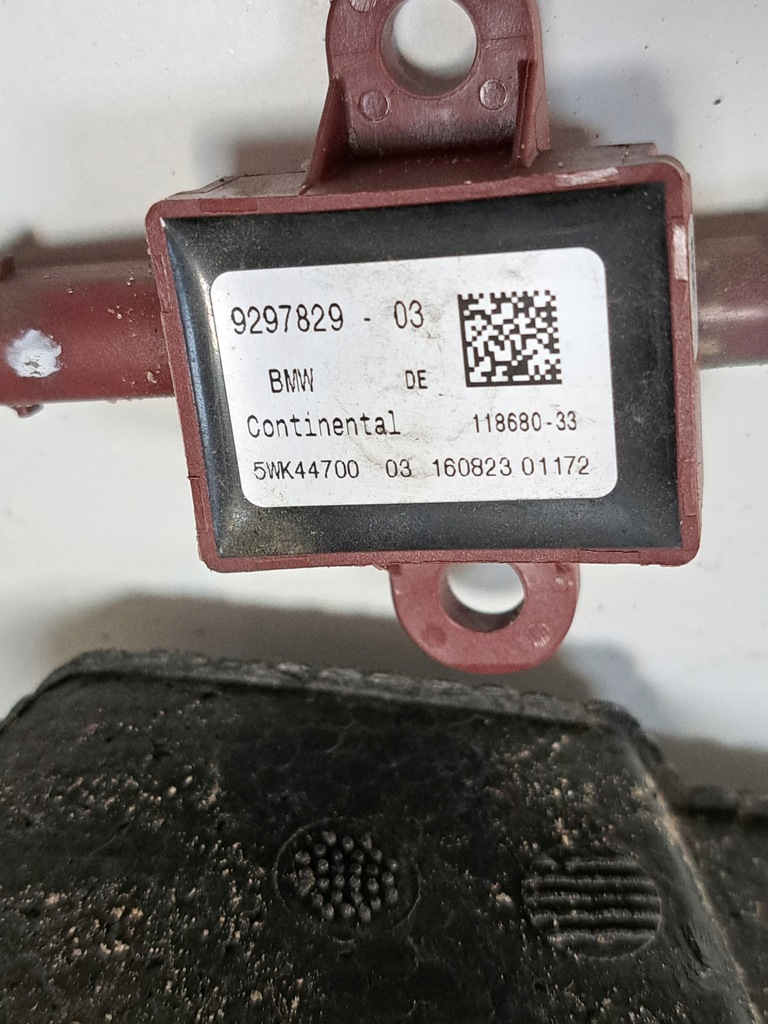 9297829 - 03
BMW DE
Continental 118680-33
5WK44700 03 160823 01172